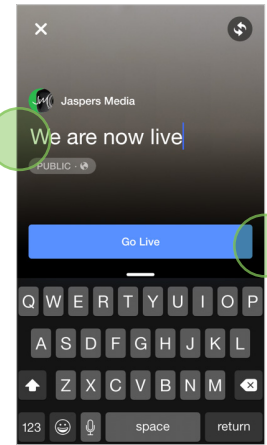 Jaspers Media
We are now live
PUBLIC -
Go Live
Q W E R T Y U I O P
A S D F G H J K L
Z X C V B N M
123 space return